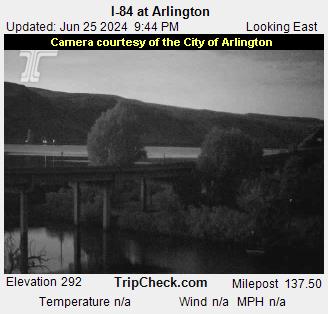 I-84 at Arlington
Updated: Jun 25 2024 9:44 PM Looking East
Camera courtesy of the City of Arlington
Elevation 292 TripCheck.com Milepost 137.50
Temperature n/a Wind n/a MPH n/a